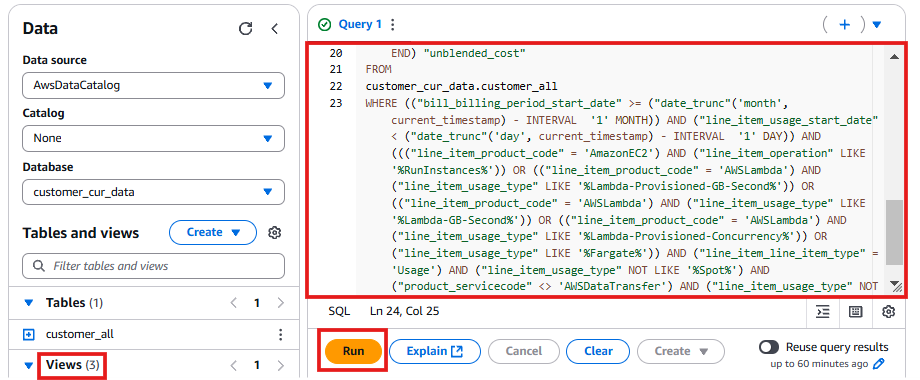 Data
Data source
AwsDataCatalog
Catalog
None
Database
customer_cur_data
Tables and views
Create
Filter tables and views
Tables (1)
1
customer_all
Views (3)
1
Query 1
20 END) "unblended_cost"
21 FROM
22 customer_cur_data.customer_all
23 WHERE (("bill_billing_period_start_date" >= ("date_trunc"('month',
current_timestamp) - INTERVAL '1' MONTH)) AND ("line_item_usage_start_date"
< ("date_trunc"('day', current_timestamp) - INTERVAL '1' DAY)) AND
((("line_item_product_code" = 'AmazonEC2') AND ("line_item_operation" LIKE
'%RunInstances%')) OR (("line_item_product_code" = 'AWSLambda') AND
("line_item_usage_type" LIKE '%Lambda-Provisioned-GB-Second%')) OR
(("line_item_product_code" = 'AWSLambda') AND ("line_item_usage_type" LIKE
'%Lambda-GB-Second%')) OR (("line_item_product_code" = 'AWSLambda') AND
("line_item_usage_type" LIKE '%Lambda-Provisioned-Concurrency%')) OR
("line_item_usage_type" LIKE '%Fargate%')) AND ("line_item_line_item_type" =
'Usage') AND ("line_item_usage_type" NOT LIKE '%Spot%') AND
("product_servicecode" <> 'AWSDataTransfer') AND ("line_item_usage_type" NOT
SQL Ln 24, Col 25
Run
Explain
Cancel
Clear
Create
Reuse query results
up to 60 minutes ago